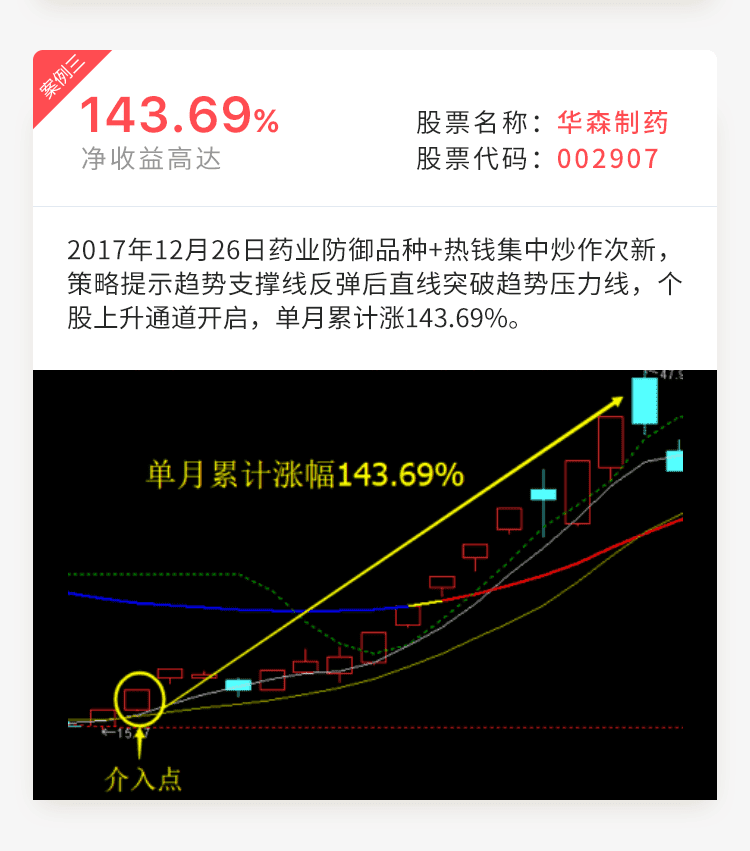 案例三
143.69%
净收益高达
股票名称：华森制药
股票代码：002907
2017年12月26日药业防御品种+热钱集中炒作次新，
策略提示趋势支撑线反弹后直线突破趋势压力线，个
股上升通道开启，单月累计涨143.69%。
单月累计涨幅143.69%
介入点